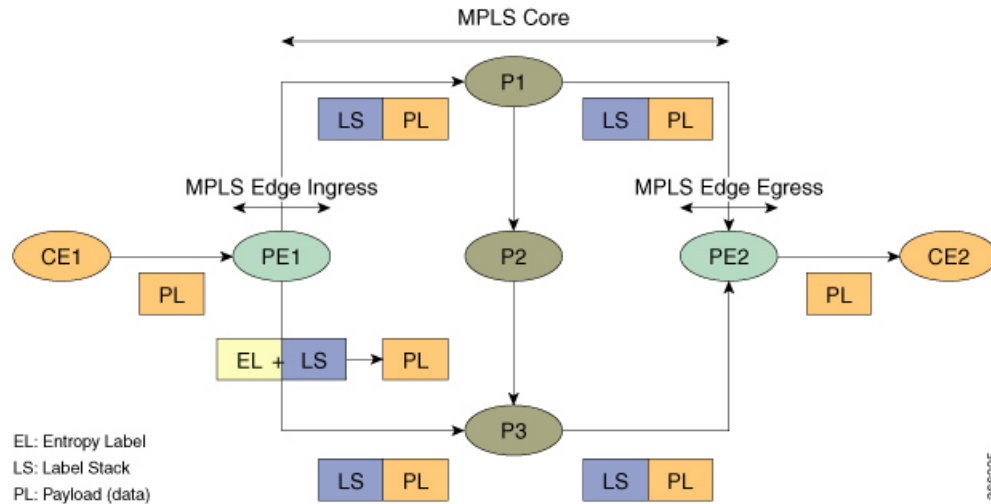 MPLS Core
P1
LS PL
LS PL
MPLS Edge Ingress
MPLS Edge Egress
CE1
PE1
P2
PE2
CE2
PL
PL
EL + LS
PL
P3
EL: Entropy Label
LS: Label Stack
PL: Payload (data)
LS PL
LS PL